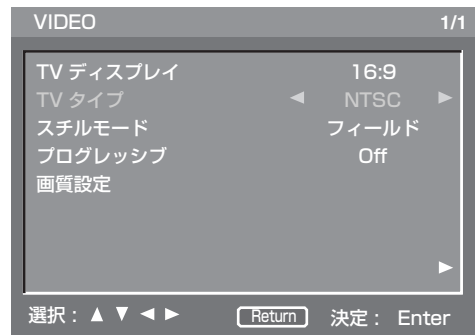 VIDEO 1/1
TV ディスプレイ 16:9
TV タイプ ◀ NTSC ▶
スチルモード フィールド
プログレッシブ Off
画質設定
▶
選択 : ▲ ▼ ◀ ▶ Return 決定 : Enter